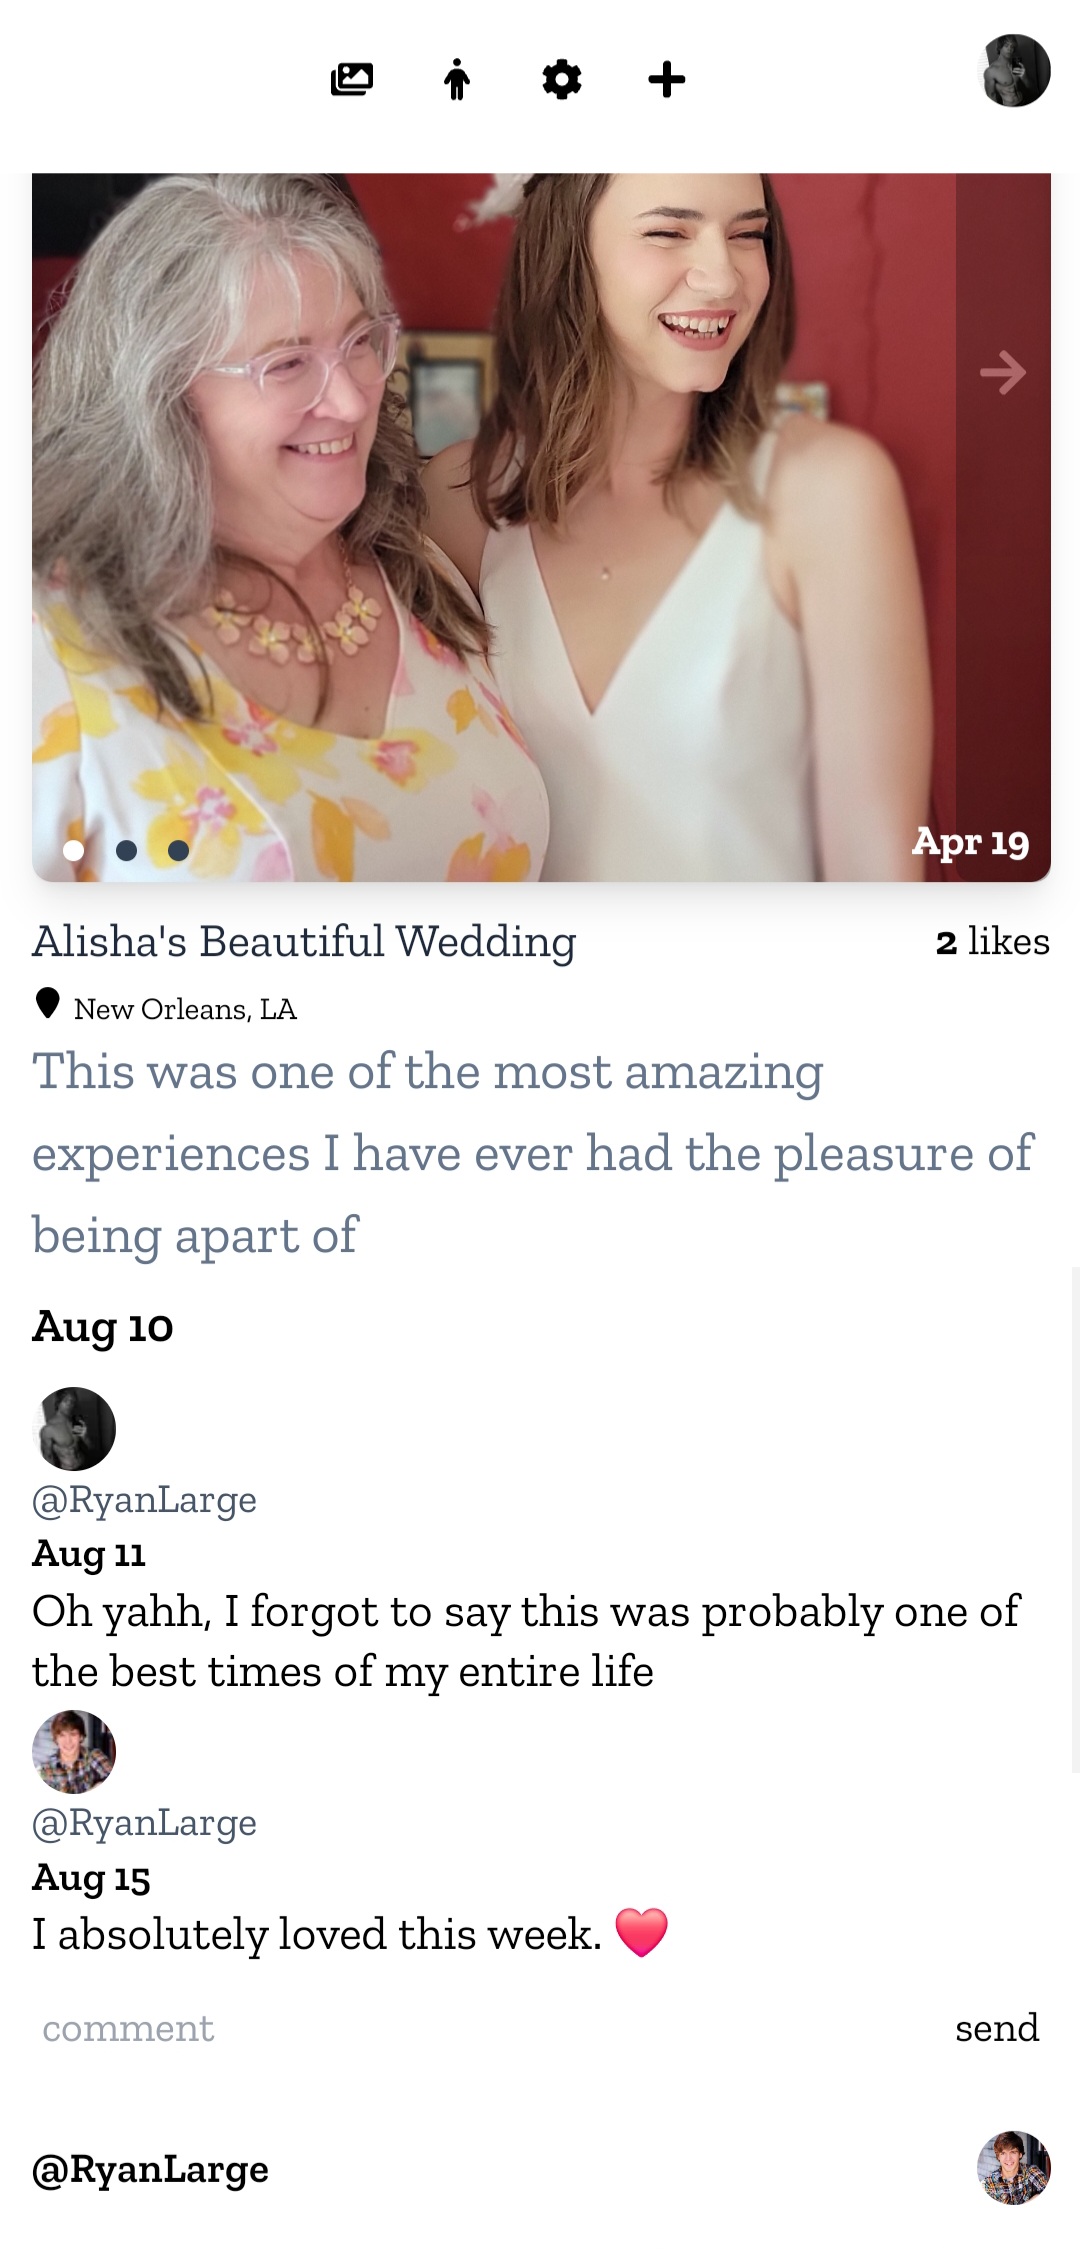 Apr 19
Alisha's Beautiful Wedding
2 likes
New Orleans, LA
This was one of the most amazing
experiences I have ever had the pleasure of
being apart of
Aug 10
@RyanLarge
Aug 11
Oh yahh, I forgot to say this was probably one of
the best times of my entire life
@RyanLarge
Aug 15
I absolutely loved this week. ❤️
comment
send
@RyanLarge